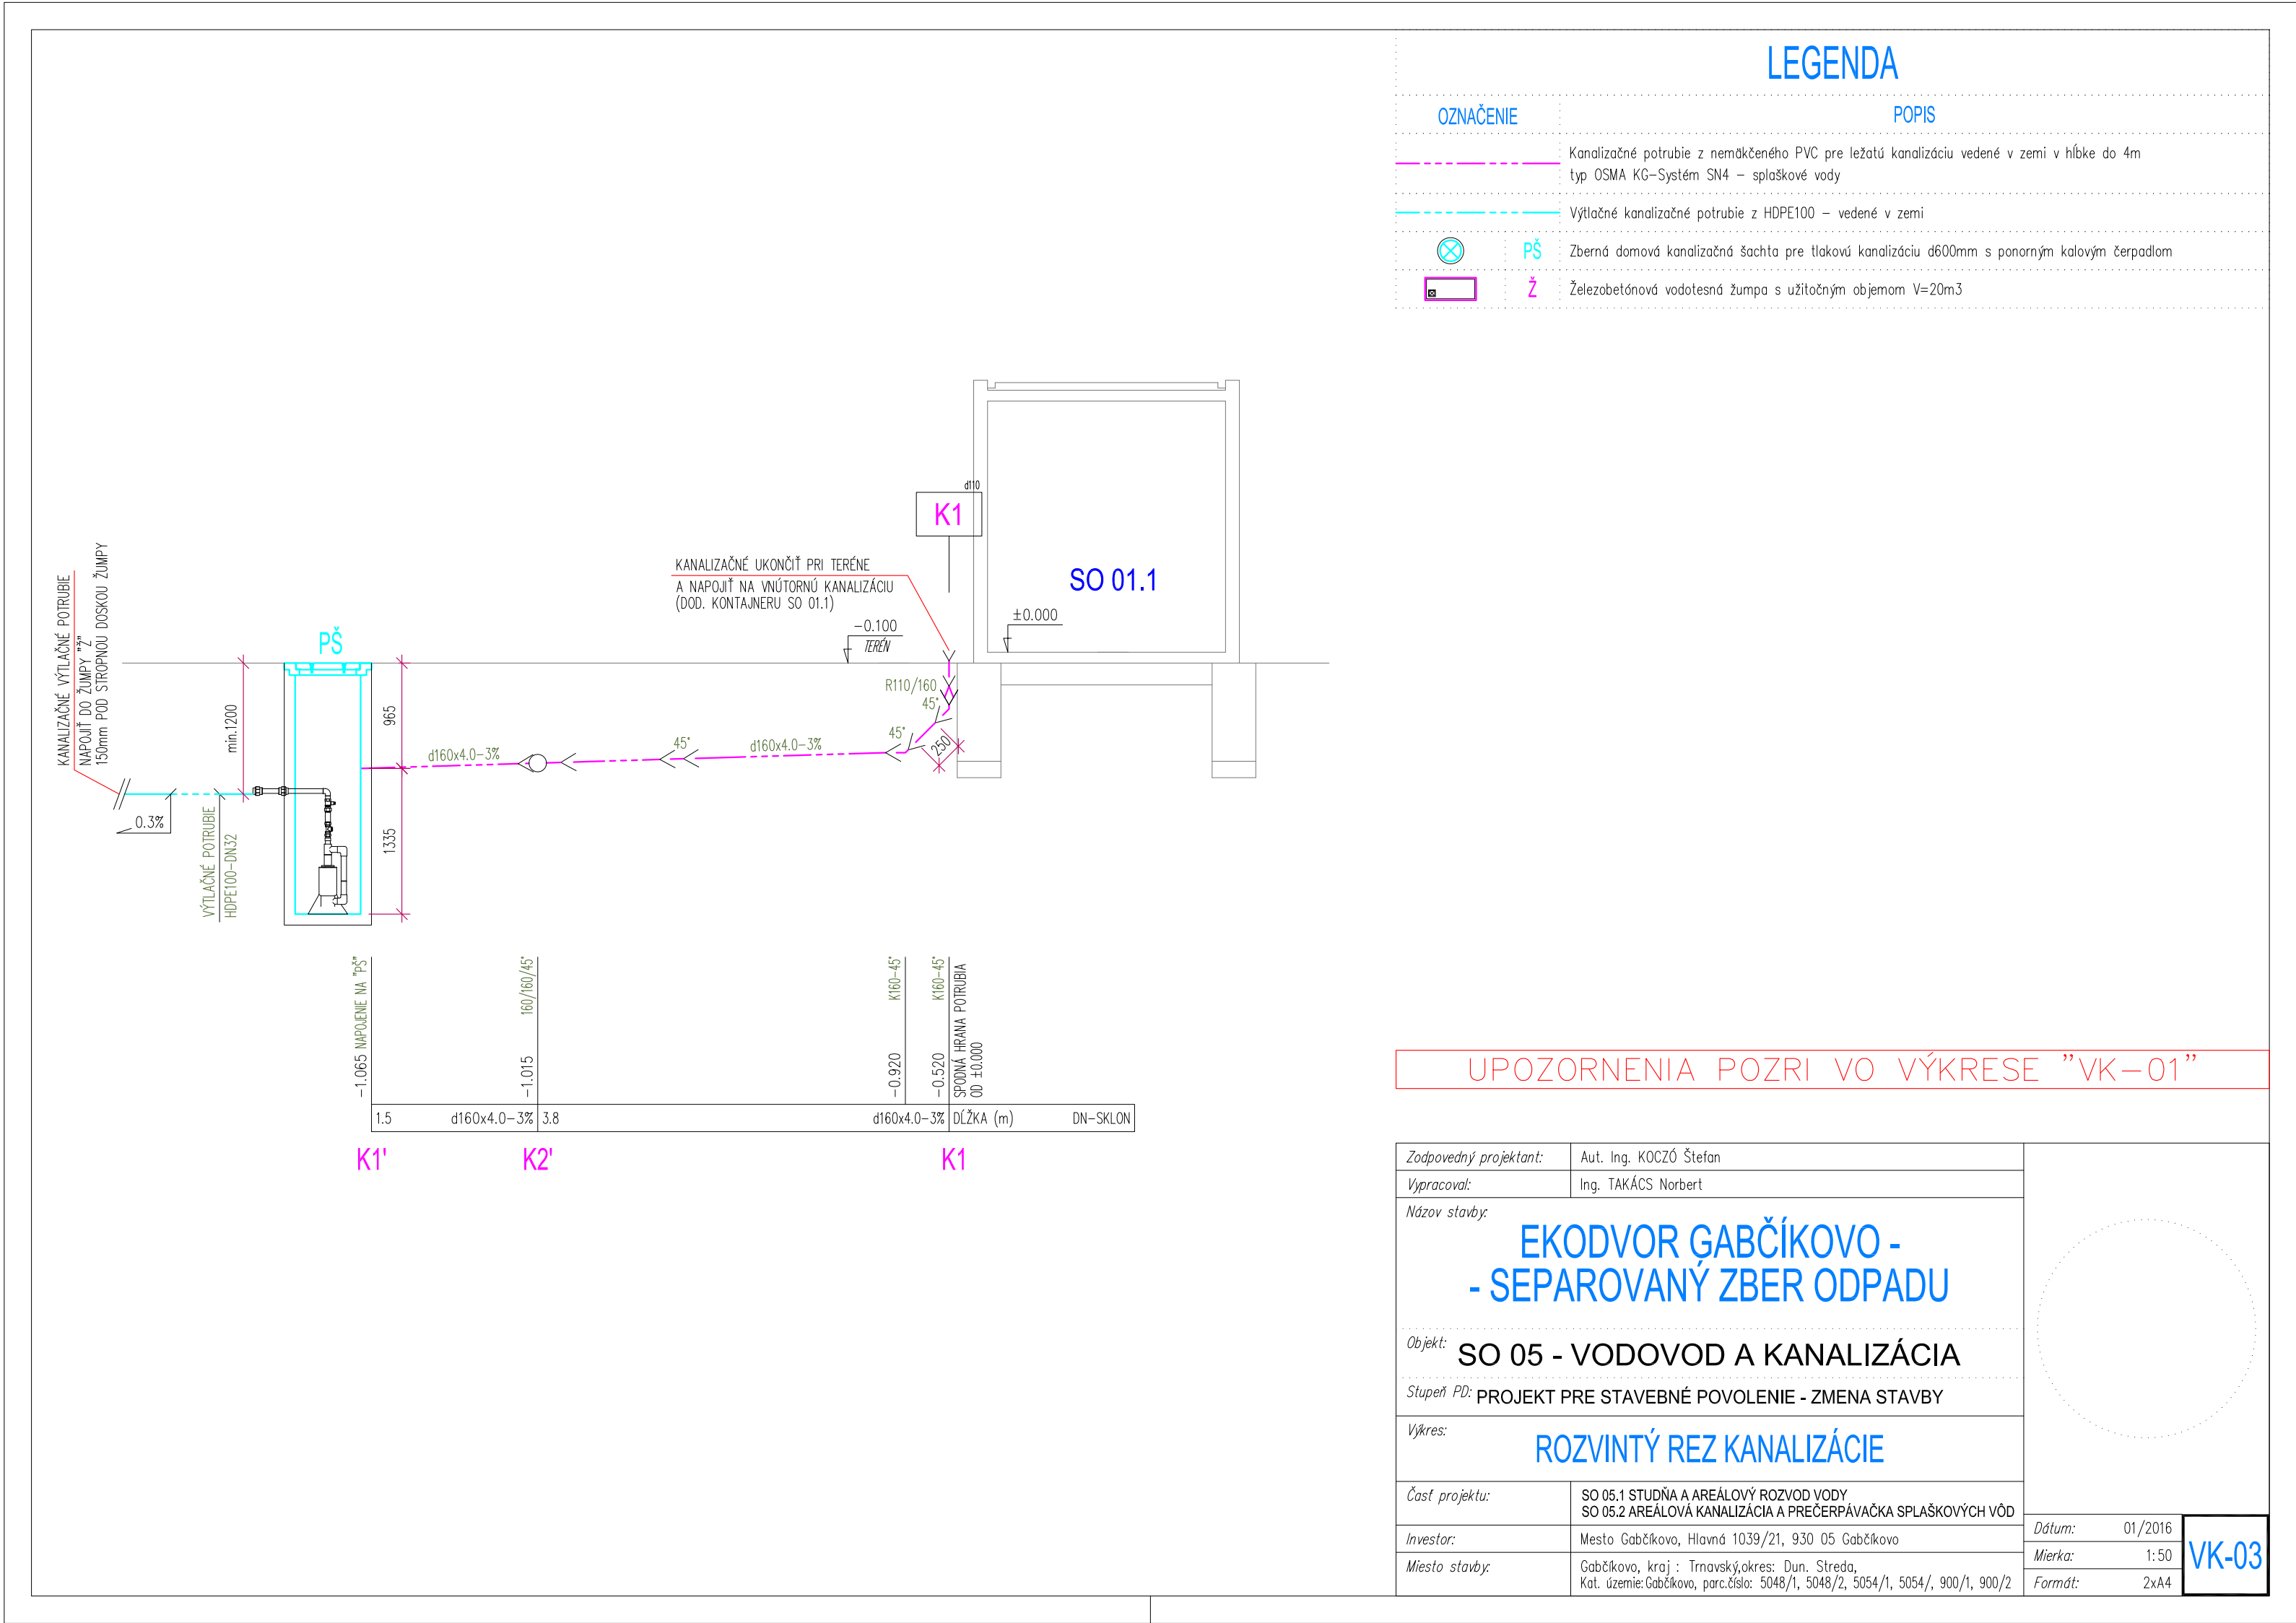 LEGENDA
OZNAČENIE
POPIS
Kanalizačné potrubie z nemäkčeného PVC pre ležatú kanalizáciu vedené v zemi v hĺbke do 4m
typ OSMA KG-Systém SN4 - splaškové vody
Výtlačné kanalizačné potrubie z HDPE100 - vedené v zemi
PŠ
Zberná domová kanalizačná šachta pre tlakovú kanalizáciu d600mm s ponorným kalovým čerpadlom
Ž
Železobetónová vodotesná žumpa s užitočným objemom V=20m3
d110
K1
KANALIZAČNÉ UKONČIŤ PRI TERÉNE
A NAPOJIŤ NA VNÚTORNÚ KANALIZÁCIU
(DOD. KONTAJNERU SO 01.1)
SO 01.1
±0.000
-0.100
TERÉN
KANALIZAČNÉ VÝTLAČNÉ POTRUBIE
NAPOJIŤ DO ŽUMPY "Ž"
150mm POD STROPNOU DOSKOU ŽUMPY
PŠ
min.1200
965
R110/160
45°
45°
250
45°
d160x4.0-3%
d160x4.0-3%
0.3%
1335
VÝTLAČNÉ POTRUBIE
HDPE100-DN32
-1.065 NAPOJENIE NA "PŠ"
-1.015 160/160/45°
-0.920 K160-45°
-0.520 K160-45°
SPODNÁ HRANA POTRUBIA
OD ±0.000
1.5 d160x4.0-3% 3.8 d160x4.0-3% DĹŽKA (m) DN-SKLON
K1' K2' K1
UPOZORNENIA POZRI VO VÝKRESE "VK-01"
Zodpovedný projektant: Aut. Ing. KOCZÓ Štefan
Vypracoval: Ing. TAKÁCS Norbert
Názov stavby:
EKODVOR GABČÍKOVO -
- SEPAROVANÝ ZBER ODPADU
Objekt: SO 05 - VODOVOD A KANALIZÁCIA
Stupeň PD: PROJEKT PRE STAVEBNÉ POVOLENIE - ZMENA STAVBY
Výkres:
ROZVINTÝ REZ KANALIZÁCIE
Časť projektu: SO 05.1 STUDŇA A AREÁLOVÝ ROZVOD VODY
SO 05.2 AREÁLOVÁ KANALIZÁCIA A PREČERPÁVAČKA SPLAŠKOVÝCH VÔD
Investor: Mesto Gabčíkovo, Hlavná 1039/21, 930 05 Gabčíkovo
Miesto stavby: Gabčíkovo, kraj : Trnavský,okres: Dun. Streda,
Kat. územie:Gabčíkovo, parc.číslo: 5048/1, 5048/2, 5054/1, 5054/, 900/1, 900/2
Dátum: 01/2016
Mierka: 1:50
Formát: 2xA4
VK-03